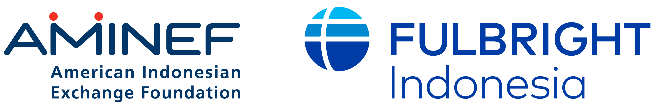 AMINEF
American Indonesian
Exchange Foundation
FULBRIGHT
Indonesia